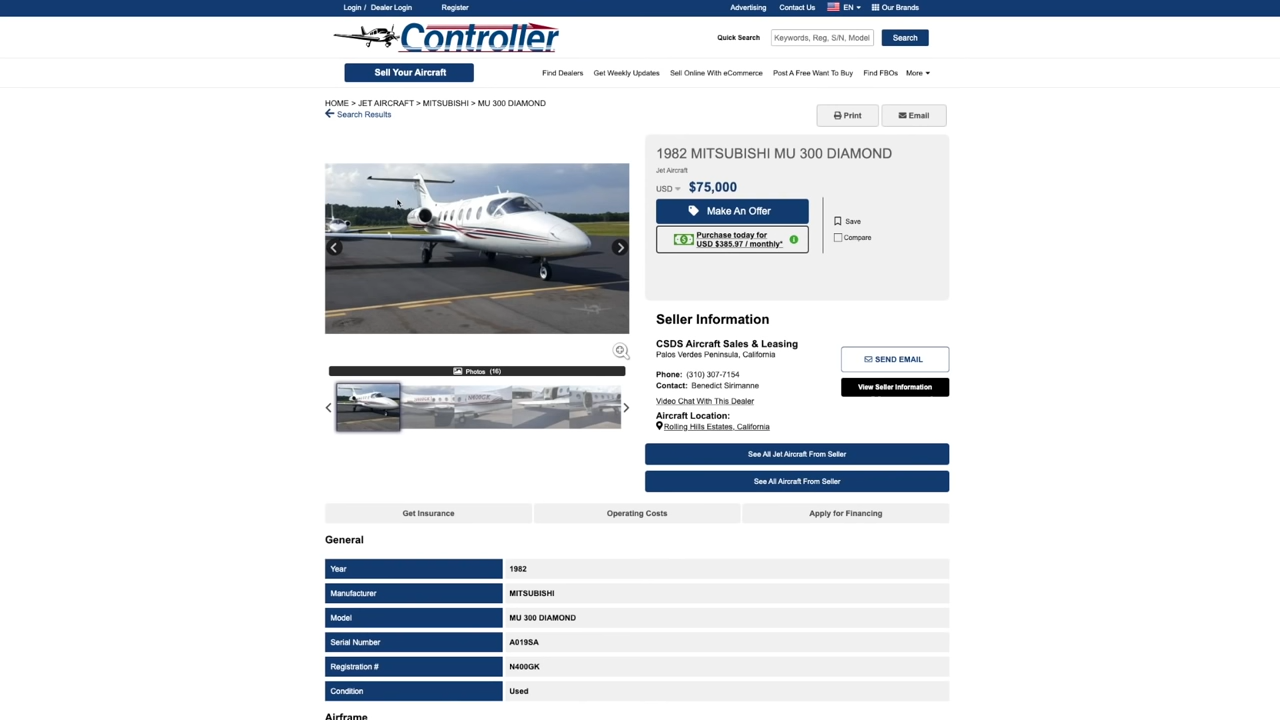 Login / Dealer Login
Register
Advertising
Contact Us
EN
Our Brands
Controller
Quick Search
Keywords, Reg, S/N, Model
Search
Sell Your Aircraft
Find Dealers
Get Weekly Updates
Sell Online With eCommerce
Post A Free Want To Buy
Find FBOs
More
HOME > JET AIRCRAFT > MITSUBISHI > MU 300 DIAMOND
Search Results
Print
Email
1982 MITSUBISHI MU 300 DIAMOND
Jet Aircraft
USD $75,000
Make An Offer
Purchase today for
USD $385.97 / monthly*
Save
Compare
Photos (16)
Seller Information
CSDS Aircraft Sales & Leasing
Palos Verdes Peninsula, California
Phone: (310) 307-7154
Contact: Benedict Sirimanne
Video Chat With This Dealer
Aircraft Location:
Rolling Hills Estates, California
SEND EMAIL
View Seller Information
See All Jet Aircraft From Seller
See All Aircraft From Seller
Get Insurance
Operating Costs
Apply for Financing
General
Year 1982
Manufacturer MITSUBISHI
Model MU 300 DIAMOND
Serial Number A019SA
Registration # N400GK
Condition Used
Airframe